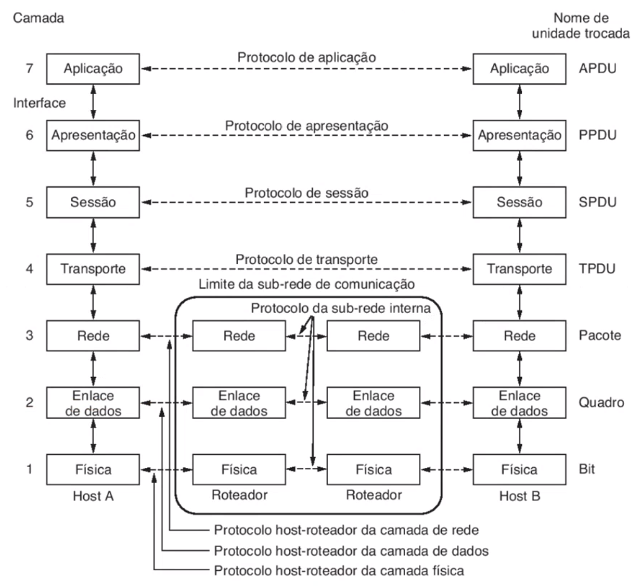 Camada
Nome de
unidade trocada
7 Aplicação Protocolo de aplicação Aplicação APDU
Interface
6 Apresentação Protocolo de apresentação Apresentação PPDU
5 Sessão Protocolo de sessão Sessão SPDU
4 Transporte Protocolo de transporte Transporte TPDU
Limite da sub-rede de comunicação
Protocolo da sub-rede interna
3 Rede Rede Rede Rede Pacote
2 Enlace de dados Enlace de dados Enlace de dados Enlace de dados Quadro
1 Física Física Física Física Bit
Host A Roteador Roteador Host B
Protocolo host-roteador da camada de rede
Protocolo host-roteador da camada de dados
Protocolo host-roteador da camada física